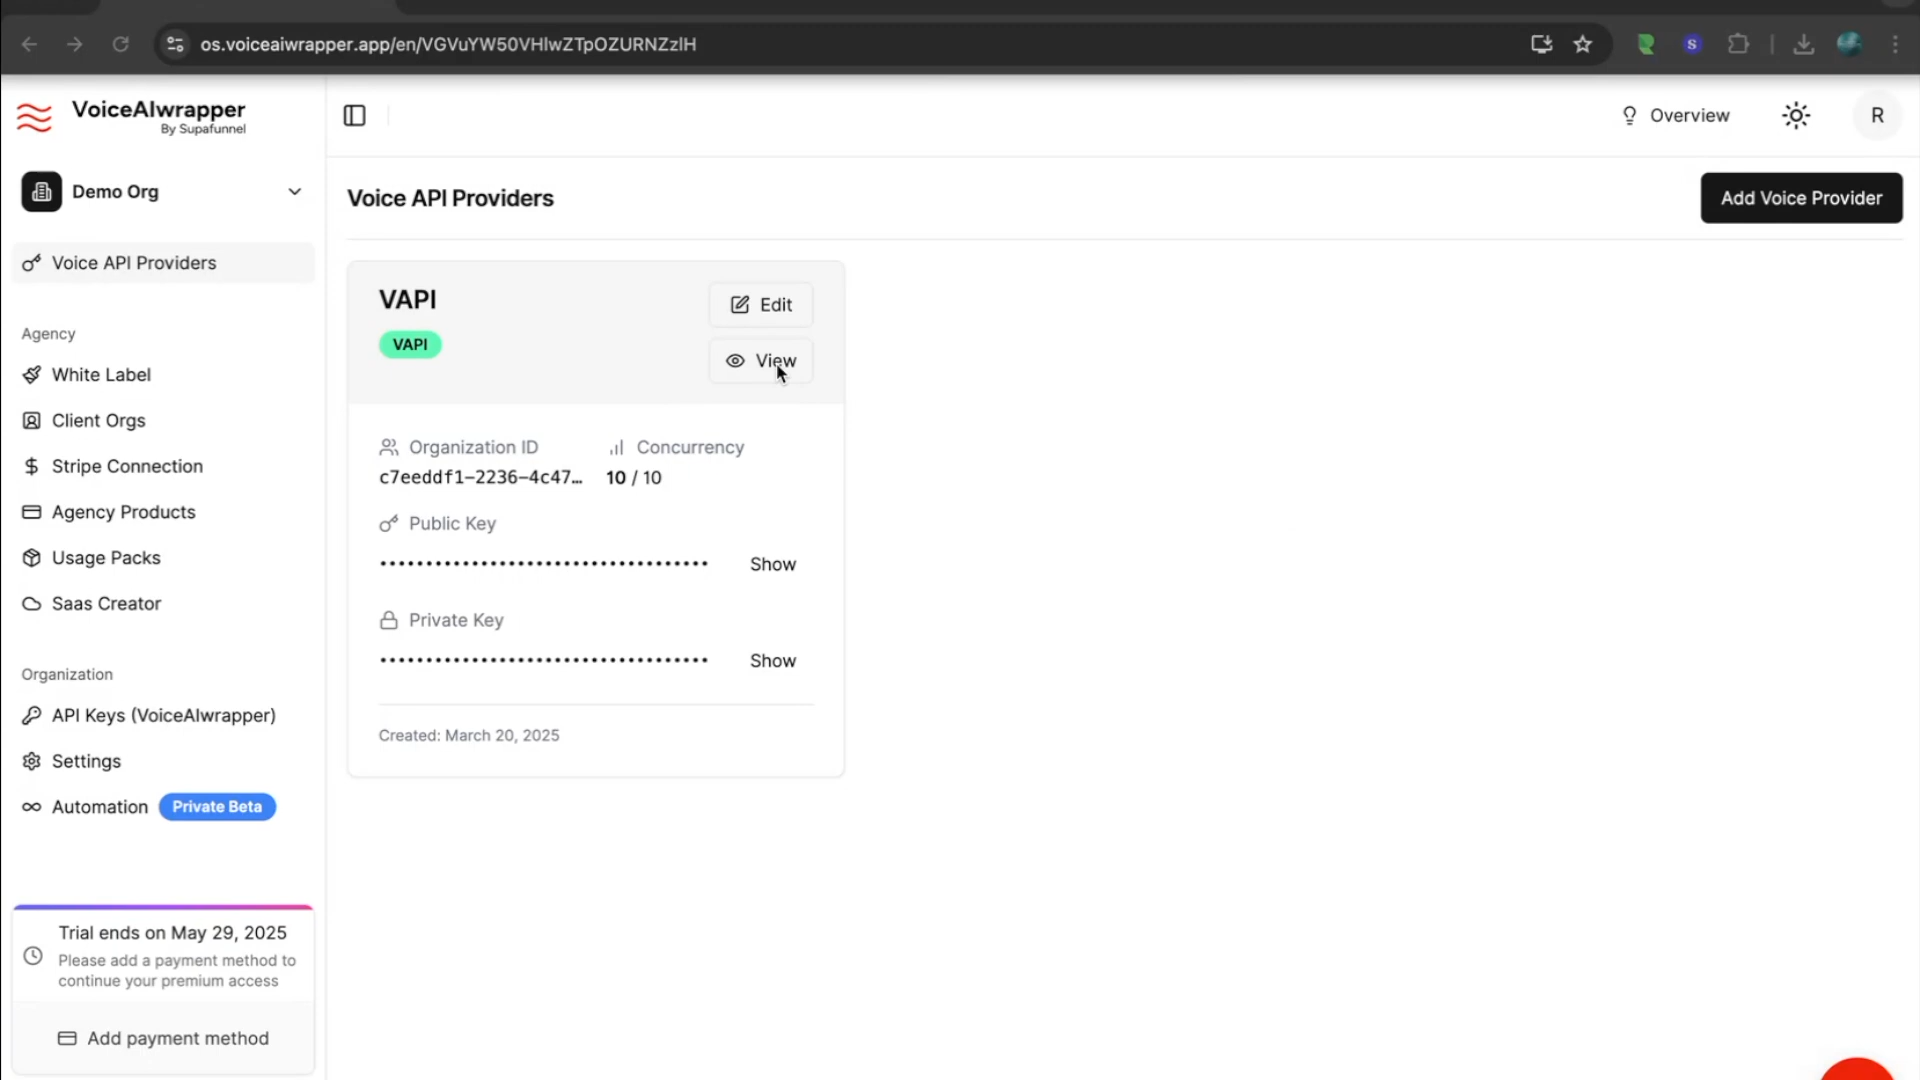 os.voiceaiwrapper.app/en/VGVuYW50VHlwZTpOZURNZzlH
VoiceAIwrapper
By Supafunnel
Overview
R
Demo Org
Voice API Providers
Add Voice Provider
Voice API Providers
VAPI
Edit
VAPI
View
Agency
White Label
Client Orgs
Stripe Connection
Agency Products
Usage Packs
Saas Creator
Organization ID
Concurrency
c7eeddf1-2236-4c47…
10 / 10
Public Key
••••••••••••••••••••••••••••••••••••
Show
Private Key
••••••••••••••••••••••••••••••••••••
Show
Created: March 20, 2025
Organization
API Keys (VoiceAIwrapper)
Settings
Automation
Private Beta
Trial ends on May 29, 2025
Please add a payment method to
continue your premium access
Add payment method